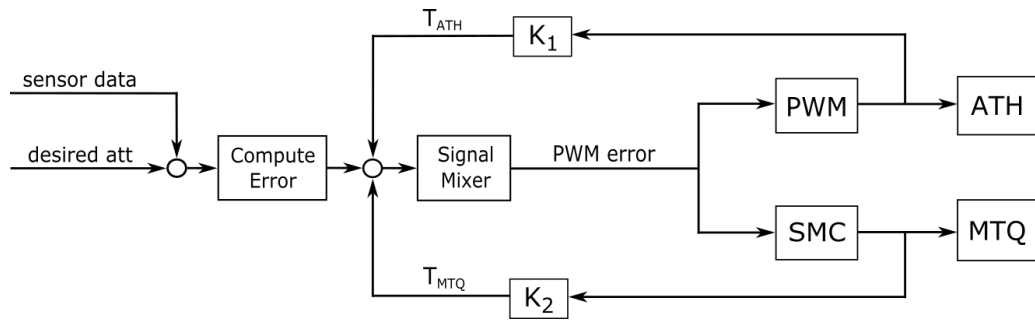 T_ATH
K_1
sensor data
PWM
ATH
desired att
Compute
Error
Signal
Mixer
PWM error
SMC
MTQ
T_MTQ
K_2